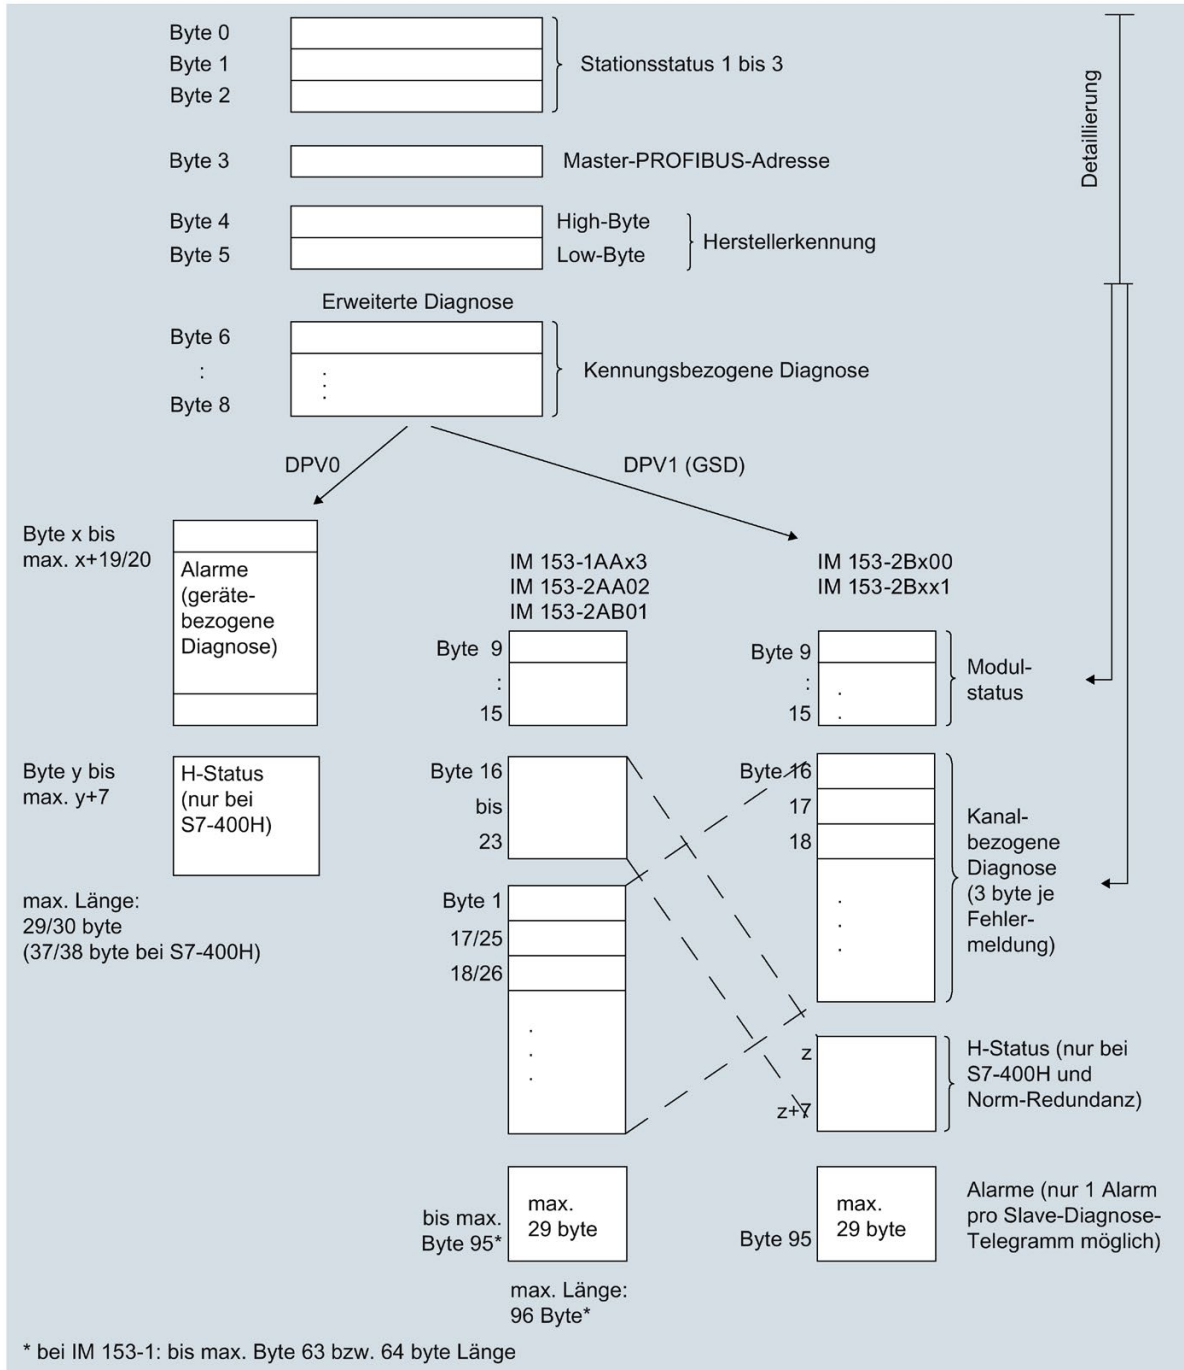 Byte 0
Byte 1
Byte 2
Stationsstatus 1 bis 3
Detaillierung
Byte 3
Master-PROFIBUS-Adresse
Byte 4
High-Byte
Byte 5
Low-Byte
Herstellerkennung
Erweiterte Diagnose
Byte 6
:
Byte 8
Kennungsbezogene Diagnose
DPV0
DPV1 (GSD)
Byte x bis
max. x+19/20
Alarme
(geräte-
bezogene
Diagnose)
IM 153-1AAx3
IM 153-2AA02
IM 153-2AB01
IM 153-2Bx00
IM 153-2Bxx1
Byte 9
:
15
Byte 9
:
15
Modul-
status
Byte y bis
max. y+7
H-Status
(nur bei
S7-400H)
max. Länge:
29/30 byte
(37/38 byte bei S7-400H)
Byte 16
bis
23
Byte 16
17
18
Kanal-
bezogene
Diagnose
(3 byte je
Fehler-
meldung)
Byte 1
17/25
18/26
z
z+7
H-Status (nur bei
S7-400H und
Norm-Redundanz)
bis max.
Byte 95*
max.
29 byte
Byte 95
max.
29 byte
Alarme (nur 1 Alarm
pro Slave-Diagnose-
Telegramm möglich)
max. Länge:
96 Byte*
* bei IM 153-1: bis max. Byte 63 bzw. 64 byte Länge